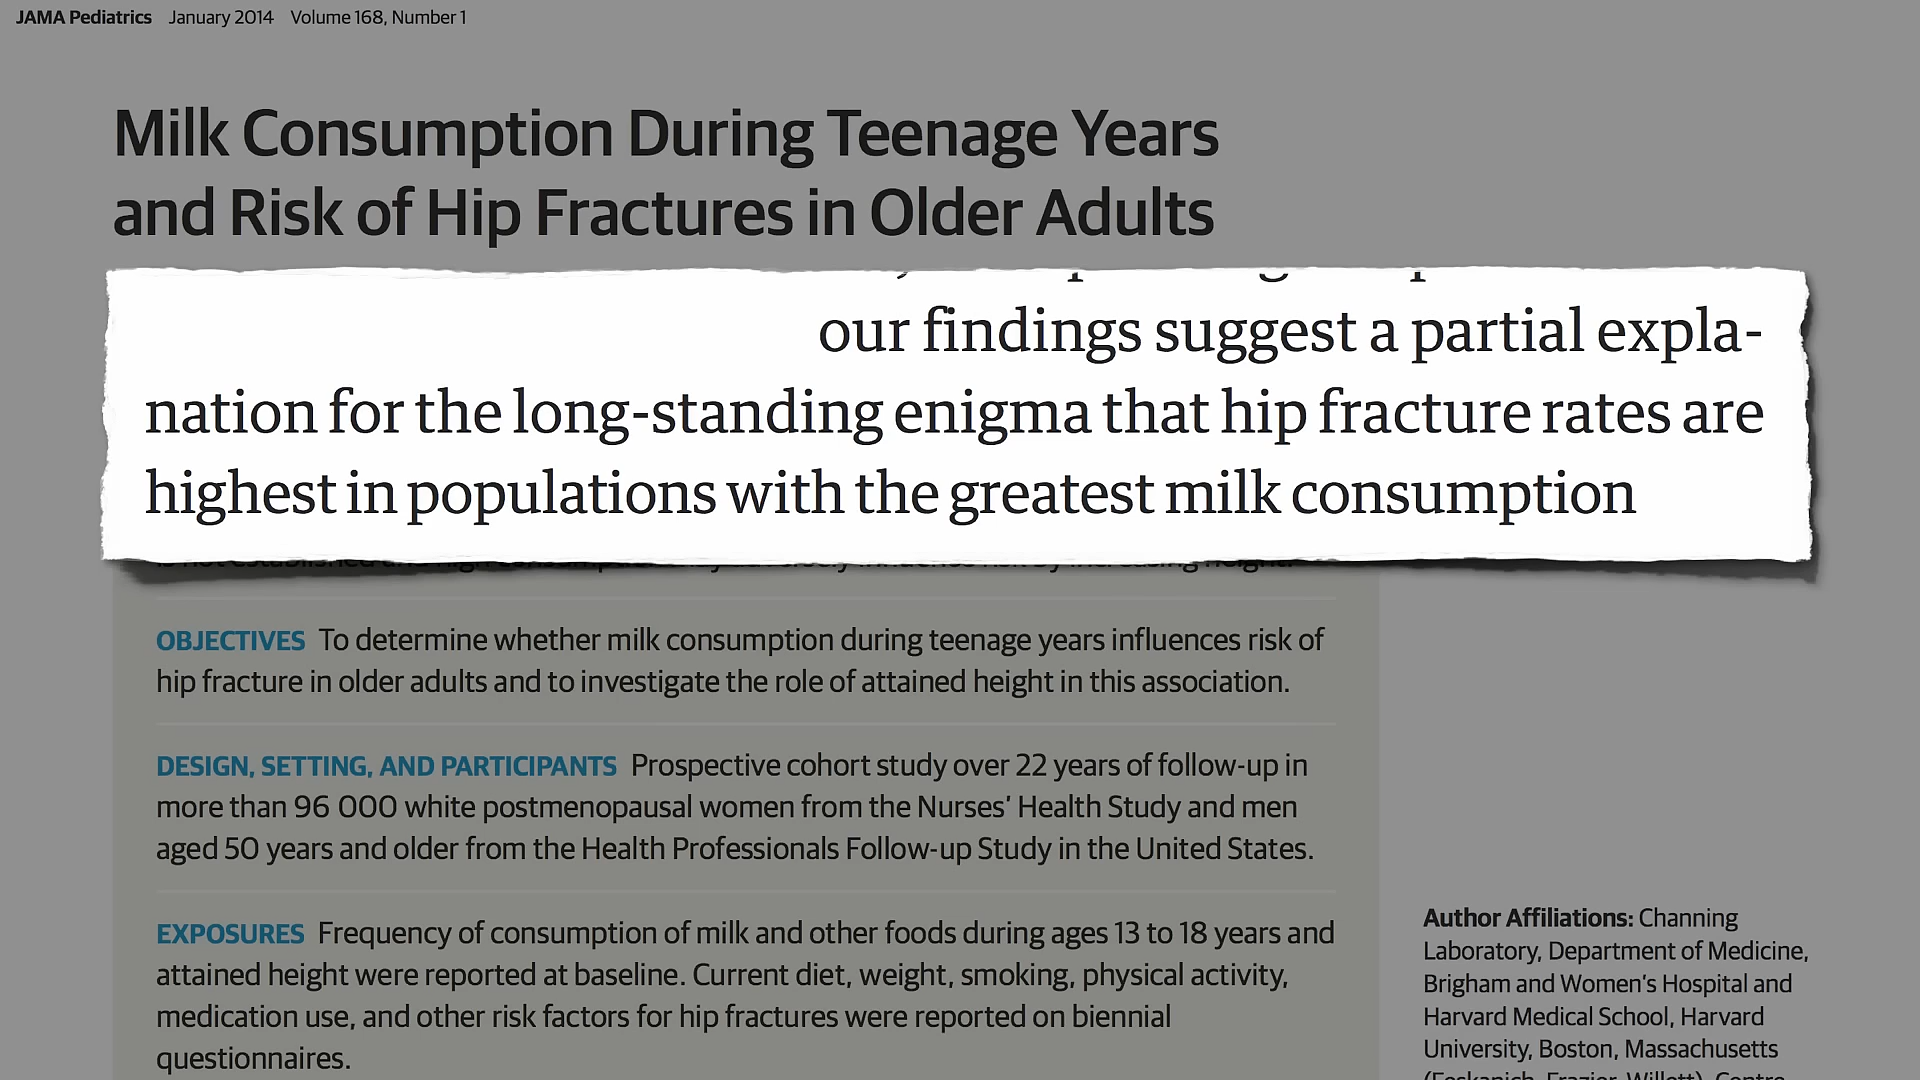 JAMA Pediatrics January 2014 Volume 168, Number 1
Milk Consumption During Teenage Years
and Risk of Hip Fractures in Older Adults
our findings suggest a partial expla-
nation for the long-standing enigma that hip fracture rates are
highest in populations with the greatest milk consumption
OBJECTIVES To determine whether milk consumption during teenage years influences risk of
hip fracture in older adults and to investigate the role of attained height in this association.
DESIGN, SETTING, AND PARTICIPANTS Prospective cohort study over 22 years of follow-up in
more than 96 000 white postmenopausal women from the Nurses' Health Study and men
aged 50 years and older from the Health Professionals Follow-up Study in the United States.
EXPOSURES Frequency of consumption of milk and other foods during ages 13 to 18 years and
attained height were reported at baseline. Current diet, weight, smoking, physical activity,
medication use, and other risk factors for hip fractures were reported on biennial
questionnaires.
Author Affiliations: Channing
Laboratory, Department of Medicine,
Brigham and Women's Hospital and
Harvard Medical School, Harvard
University, Boston, Massachusetts